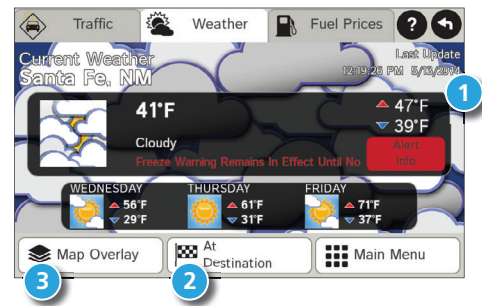 Traffic
Weather
Fuel Prices
?
Current Weather
Last Update
Santa Fe, NM
12:19:26 PM 5/13/2014
1
41°F
47°F
39°F
Cloudy
Freeze Warning Remains In Effect Until No
Alert
Info
WEDNESDAY
THURSDAY
FRIDAY
56°F
61°F
71°F
29°F
31°F
37°F
Map Overlay
At
Destination
Main Menu
3
2